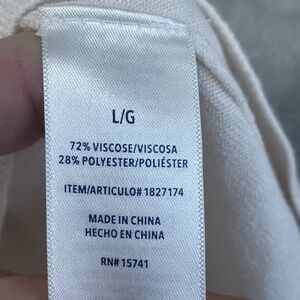 L/G
72% VISCOSE/VISCOSA
28% POLYESTER/POLIÉSTER
ITEM/ARTICULO# 1827174
MADE IN CHINA
HECHO EN CHINA
RN# 15741